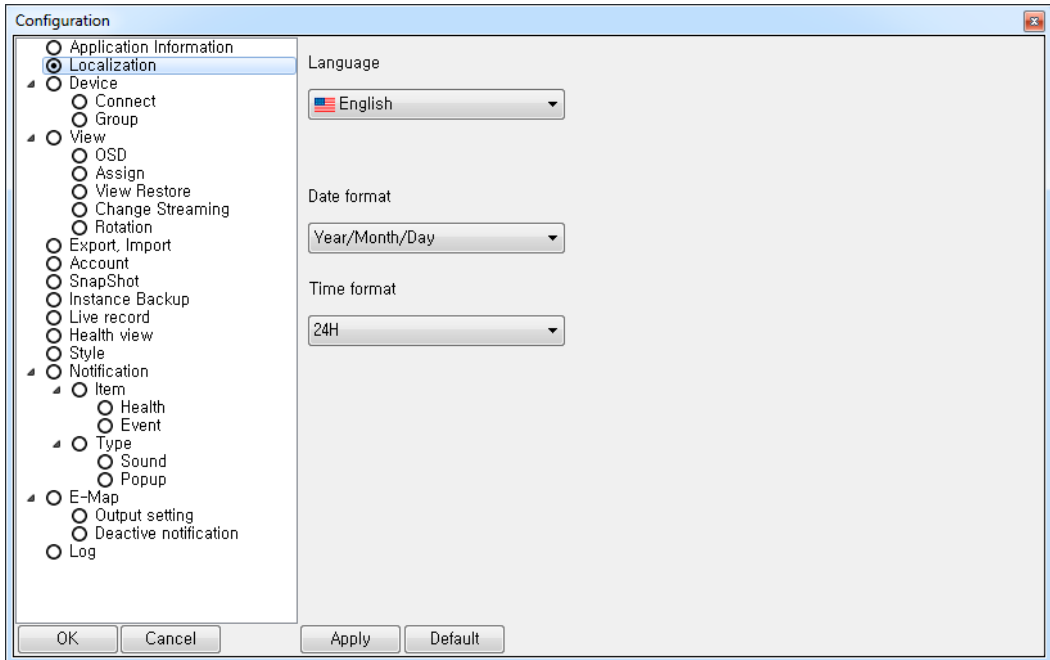 Configuration
Application Information
Localization
Device
Connect
Group
View
OSD
Assign
View Restore
Change Streaming
Rotation
Export, Import
Account
SnapShot
Instance Backup
Live record
Health view
Style
Notification
Item
Health
Event
Type
Sound
Popup
E-Map
Output setting
Deactive notification
Log
Language
English
Date format
Year/Month/Day
Time format
24H
OK
Cancel
Apply
Default